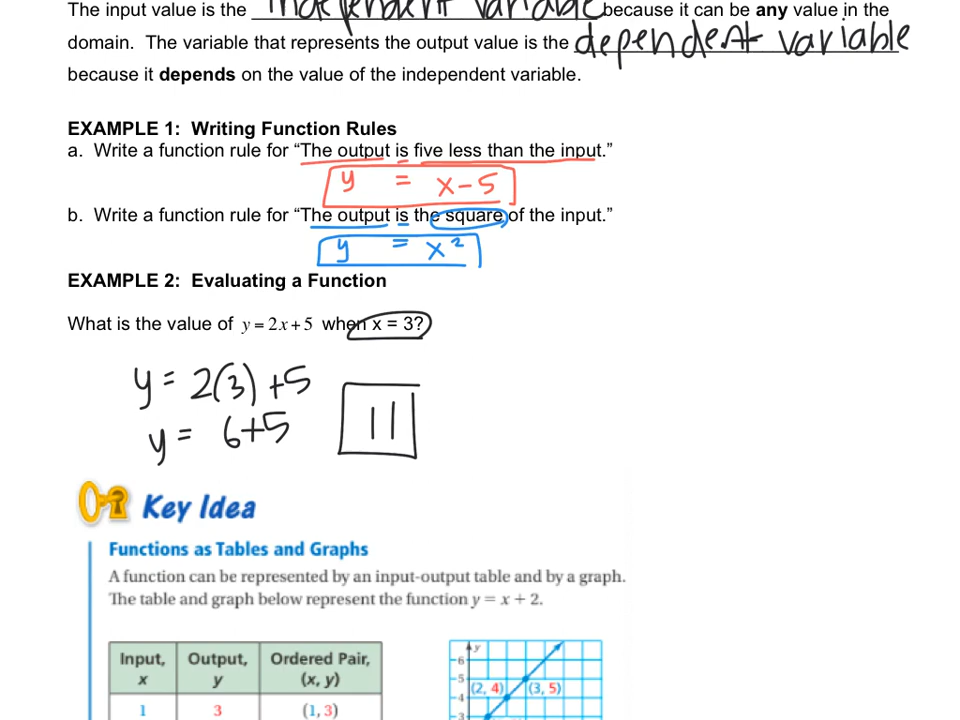 The input value is the independent variable because it can be any value in the
domain. The variable that represents the output value is the dependent variable
because it depends on the value of the independent variable.
EXAMPLE 1: Writing Function Rules
a. Write a function rule for “The output is five less than the input.”
y = x-5
b. Write a function rule for “The output is the square of the input.”
y = x²
EXAMPLE 2: Evaluating a Function
What is the value of y = 2x + 5 when x = 3?
y = 2(3) +5
y = 6+5 11
Key Idea
Functions as Tables and Graphs
A function can be represented by an input-output table and by a graph.
The table and graph below represent the function y = x + 2.
Input, x Output, y Ordered Pair, (x, y)
1 3 (1, 3)
y
6
5
(2, 4) (3, 5)
4
3